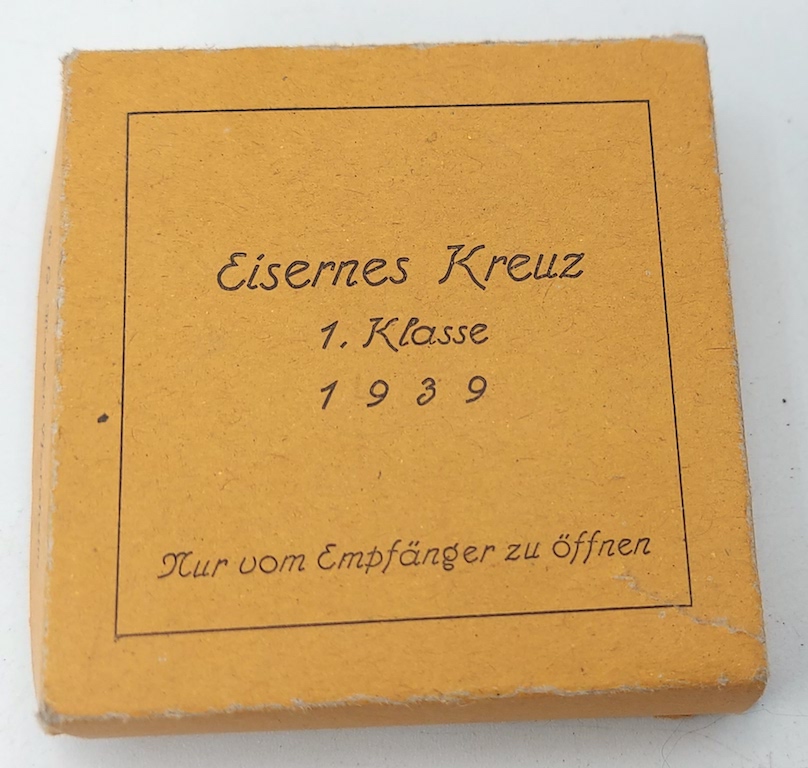 Eisernes Kreuz
1. Klasse
1939
Nur vom Empfänger zu öffnen